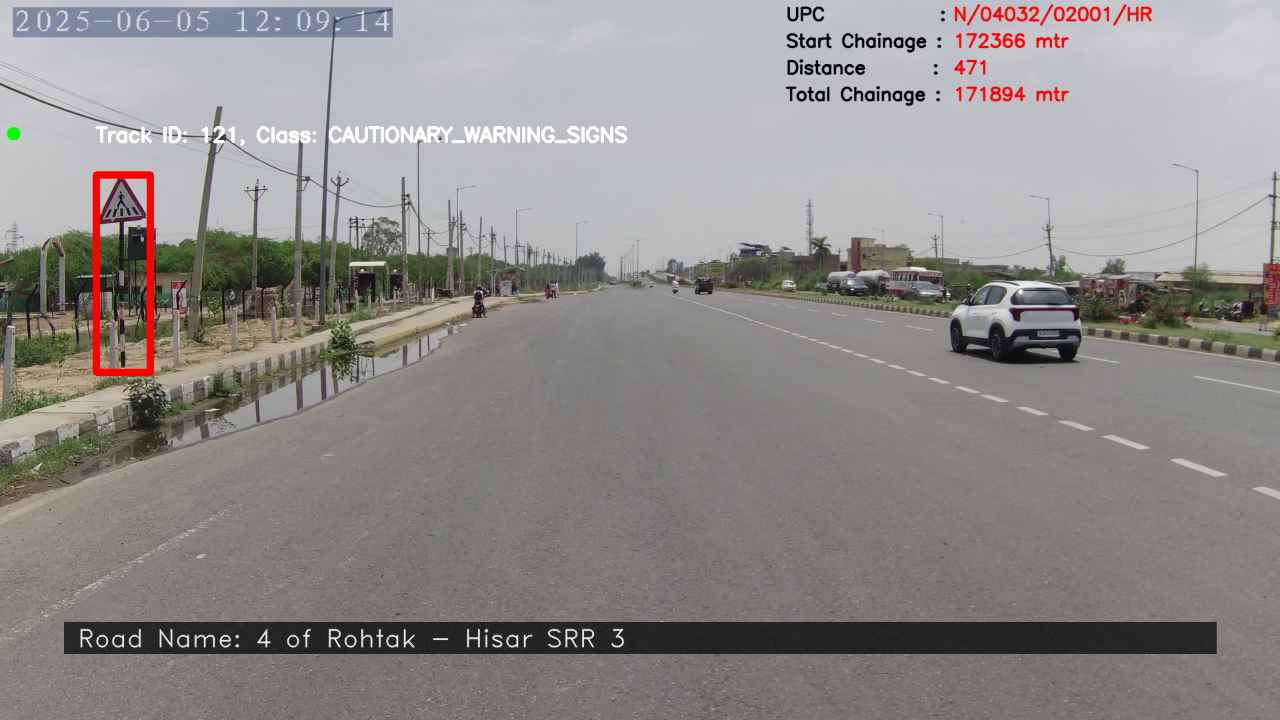 2025-06-05 12:09:14
UPC : N/04032/02001/HR
Start Chainage : 172366 mtr
Distance : 471
Total Chainage : 171894 mtr
Track ID: 121, Class: CAUTIONARY_WARNING_SIGNS
Road Name: 4 of Rohtak - Hisar SRR 3